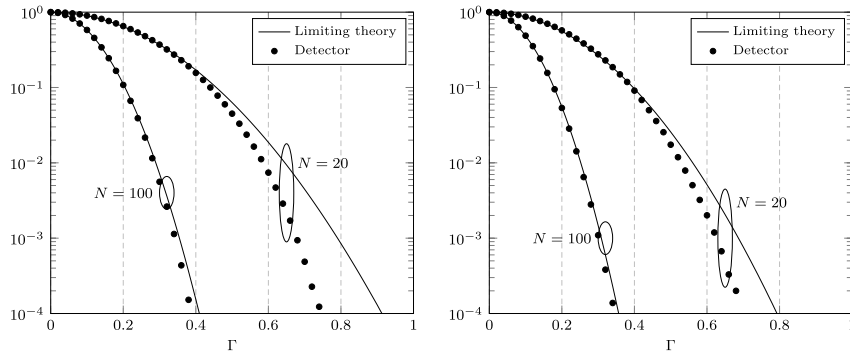 10^0
10^−1
10^−2
10^−3
10^−4
0
0.2
0.4
0.6
0.8
1
Γ
Limiting theory
Detector
N = 20
N = 100
10^0
10^−1
10^−2
10^−3
10^−4
0
0.2
0.4
0.6
0.8
1
Γ
Limiting theory
Detector
N = 20
N = 100